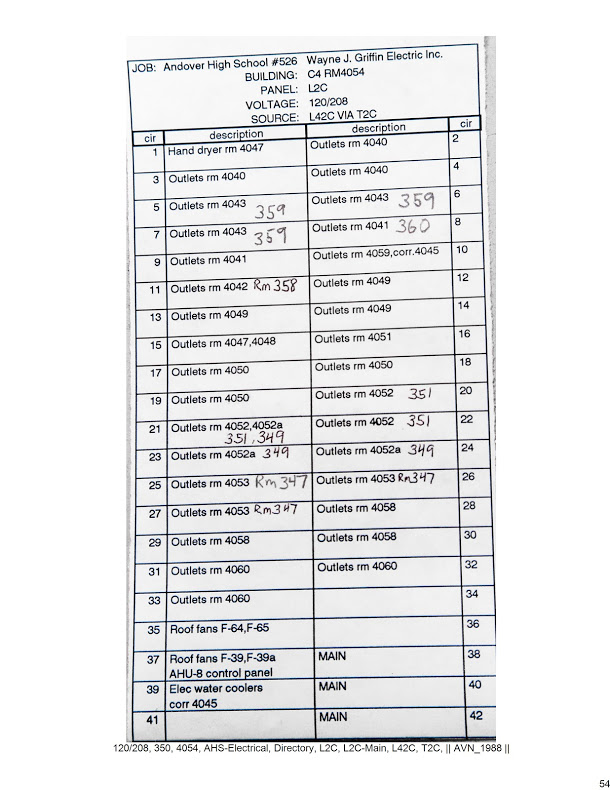 JOB: Andover High School #526 Wayne J. Griffin Electric Inc.
BUILDING: C4 RM4054
PANEL: L2C
VOLTAGE: 120/208
SOURCE: L42C VIA T2C
cir description description cir
1 Hand dryer rm 4047 Outlets rm 4040 2
3 Outlets rm 4040 Outlets rm 4040 4
5 Outlets rm 4043 359 Outlets rm 4043 359 6
7 Outlets rm 4043 359 Outlets rm 4041 360 8
9 Outlets rm 4041 Outlets rm 4059,corr.4045 10
11 Outlets rm 4042 Rm 358 Outlets rm 4049 12
13 Outlets rm 4049 Outlets rm 4049 14
15 Outlets rm 4047,4048 Outlets rm 4051 16
17 Outlets rm 4050 Outlets rm 4050 18
19 Outlets rm 4050 Outlets rm 4052 351 20
21 Outlets rm 4052,4052a Outlets rm 4052 351 22
351, 349
23 Outlets rm 4052a 349 Outlets rm 4052a 349 24
25 Outlets rm 4053 Rm 347 Outlets rm 4053 Rm347 26
27 Outlets rm 4053 Rm347 Outlets rm 4058 28
29 Outlets rm 4058 Outlets rm 4058 30
31 Outlets rm 4060 Outlets rm 4060 32
33 Outlets rm 4060 34
35 Roof fans F-64,F-65 36
37 Roof fans F-39,F-39a MAIN 38
AHU-8 control panel
39 Elec water coolers MAIN 40
corr 4045
41 MAIN 42
120/208, 350, 4054, AHS-Electrical, Directory, L2C, L2C-Main, L42C, T2C, || AVN_1988 ||
54